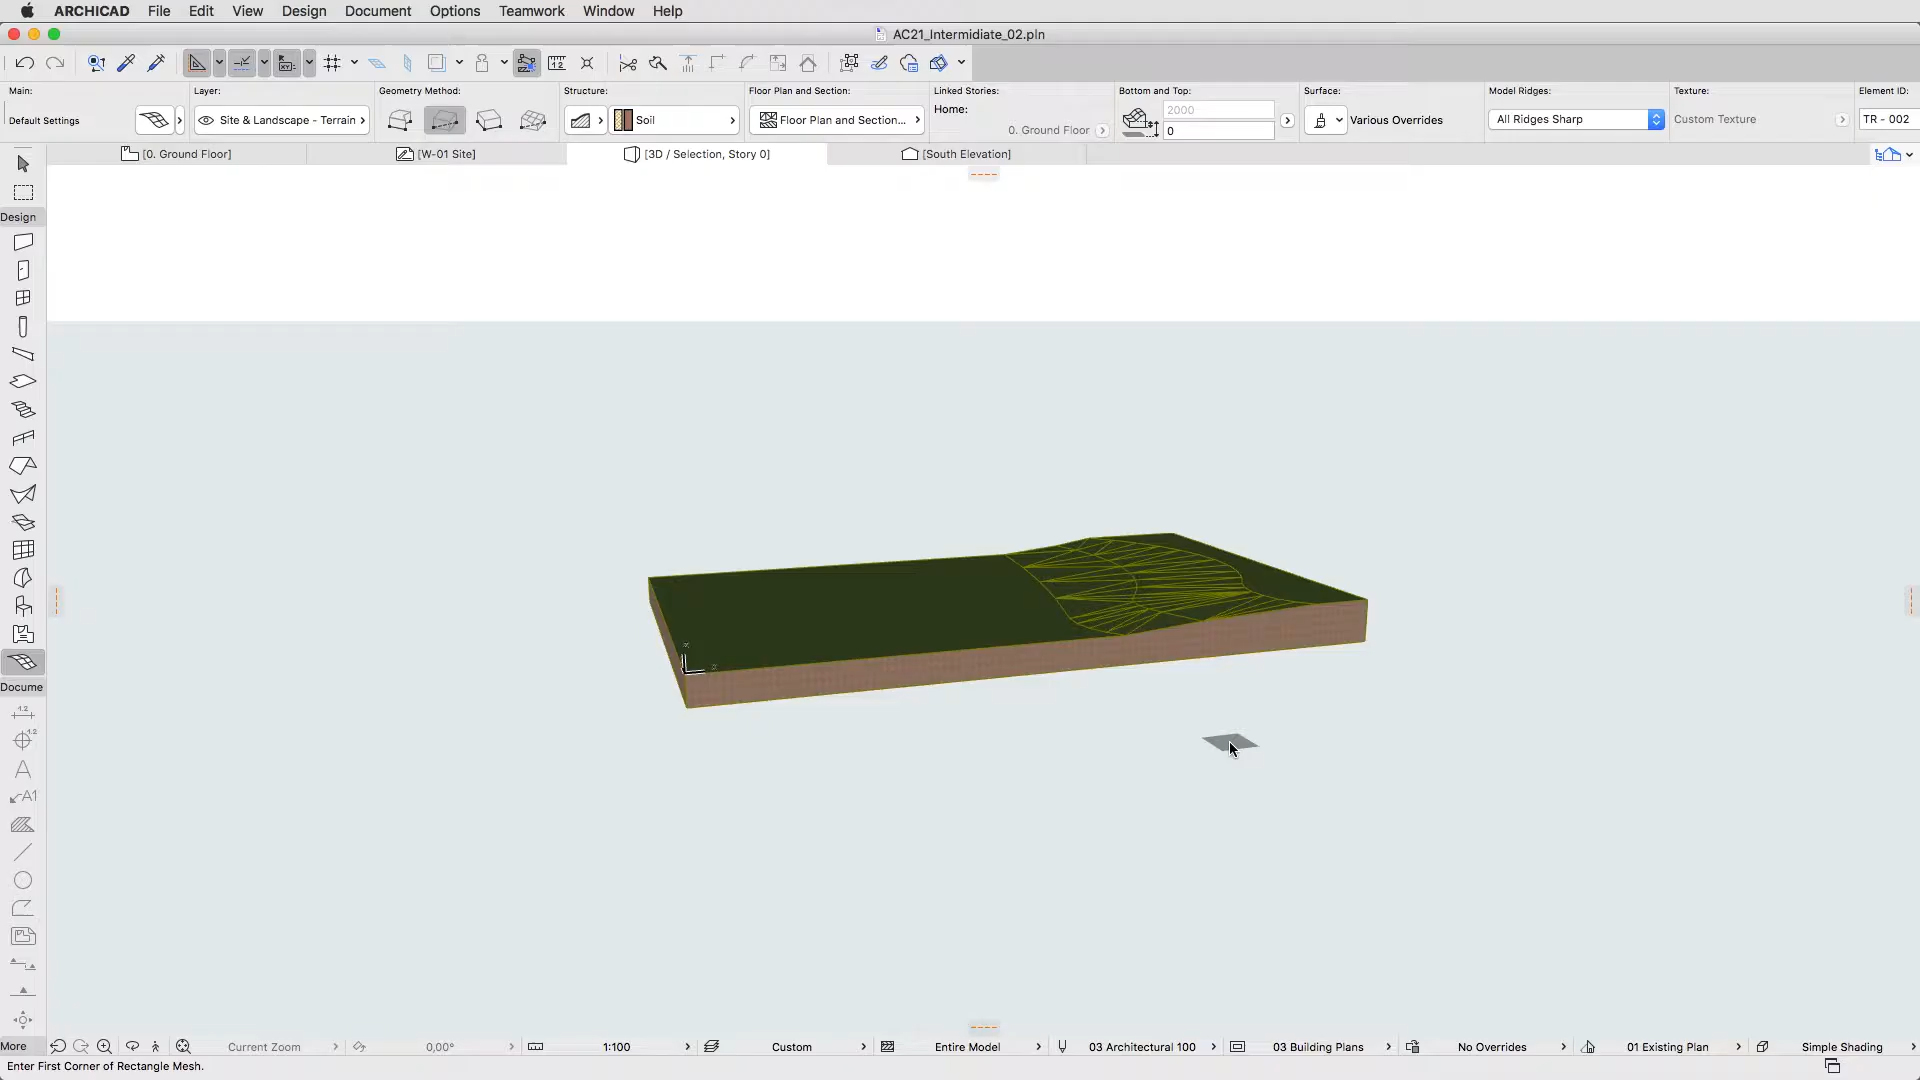 ARCHICAD File Edit View Design Document Options Teamwork Window Help
AC21_Intermidiate_02.pln
Main: Layer: Geometry Method: Structure: Floor Plan and Section: Linked Stories: Bottom and Top: Surface: Model Ridges: Texture: Element ID:
Home: 2000
Default Settings Site & Landscape - Terrain Soil Floor Plan and Section... Various Overrides All Ridges Sharp Custom Texture TR - 002
0. Ground Floor 0
[0. Ground Floor] [W-01 Site] [3D / Selection, Story 0] [South Elevation]
Design
Docume
1.2
1.2
A
A1
More Current Zoom 0,00° 1:100 Custom Entire Model 03 Architectural 100 03 Building Plans No Overrides 01 Existing Plan Simple Shading
Enter First Corner of Rectangle Mesh.